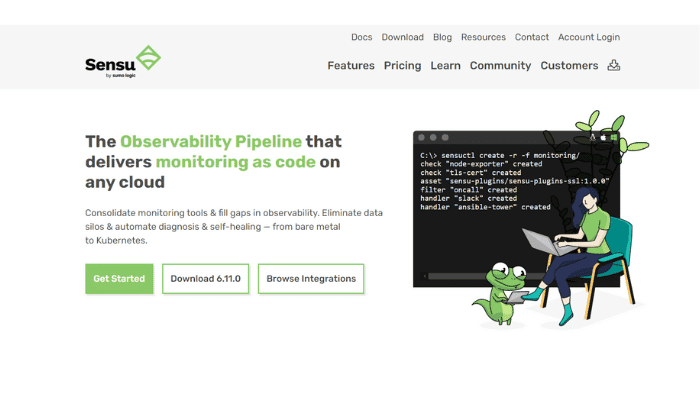 Docs Download Blog Resources Contact Account Login
Sensu
by sumo logic
Features Pricing Learn Community Customers
The Observability Pipeline that
delivers monitoring as code on
any cloud
Consolidate monitoring tools & fill gaps in observability. Eliminate data
silos & automate diagnosis & self-healing — from bare metal
to Kubernetes.
Get Started Download 6.11.0 Browse Integrations
C:\> sensuctl create -r -f monitoring/
check "node-exporter" created
check "tls-cert" created
asset "sensu-plugins/sensu-plugins-ssl:1.0.0"
filter "oncall" created
handler "slack" created
handler "ansible-tower" created